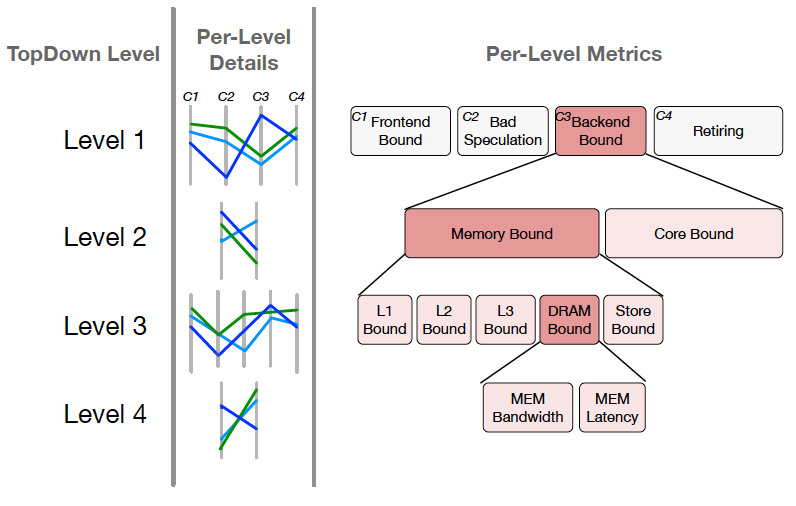 TopDown Level
Per-Level
Details
Per-Level Metrics
C1 C2 C3 C4
Level 1
C1 Frontend
Bound
C2 Bad
Speculation
C3 Backend
Bound
C4 Retiring
Level 2
Memory Bound
Core Bound
Level 3
L1
Bound
L2
Bound
L3
Bound
DRAM
Bound
Store
Bound
Level 4
MEM
Bandwidth
MEM
Latency